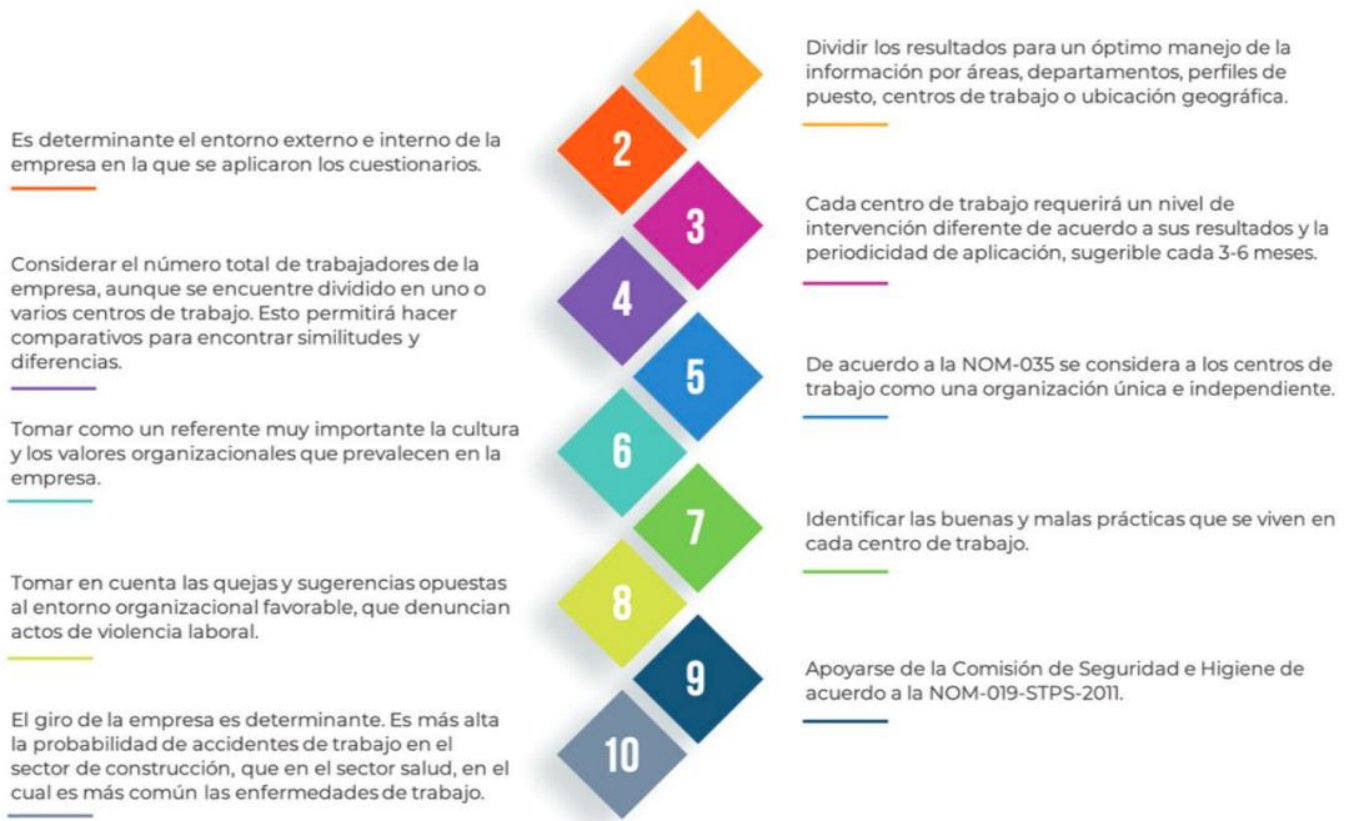 1
Dividir los resultados para un óptimo manejo de la
información por áreas, departamentos, perfiles de
puesto, centros de trabajo o ubicación geográfica.
2
Es determinante el entorno externo e interno de la
empresa en la que se aplicaron los cuestionarios.
3
Cada centro de trabajo requerirá un nivel de
intervención diferente de acuerdo a sus resultados y la
periodicidad de aplicación, sugerible cada 3-6 meses.
4
Considerar el número total de trabajadores de la
empresa, aunque se encuentre dividido en uno o
varios centros de trabajo. Esto permitirá hacer
comparativos para encontrar similitudes y
diferencias.
5
De acuerdo a la NOM-035 se considera a los centros de
trabajo como una organización única e independiente.
6
Tomar como un referente muy importante la cultura
y los valores organizacionales que prevalecen en la
empresa.
7
Identificar las buenas y malas prácticas que se viven en
cada centro de trabajo.
8
Tomar en cuenta las quejas y sugerencias opuestas
al entorno organizacional favorable, que denuncian
actos de violencia laboral.
9
Apoyarse de la Comisión de Seguridad e Higiene de
acuerdo a la NOM-019-STPS-2011.
10
El giro de la empresa es determinante. Es más alta
la probabilidad de accidentes de trabajo en el
sector de construcción, que en el sector salud, en el
cual es más común las enfermedades de trabajo.